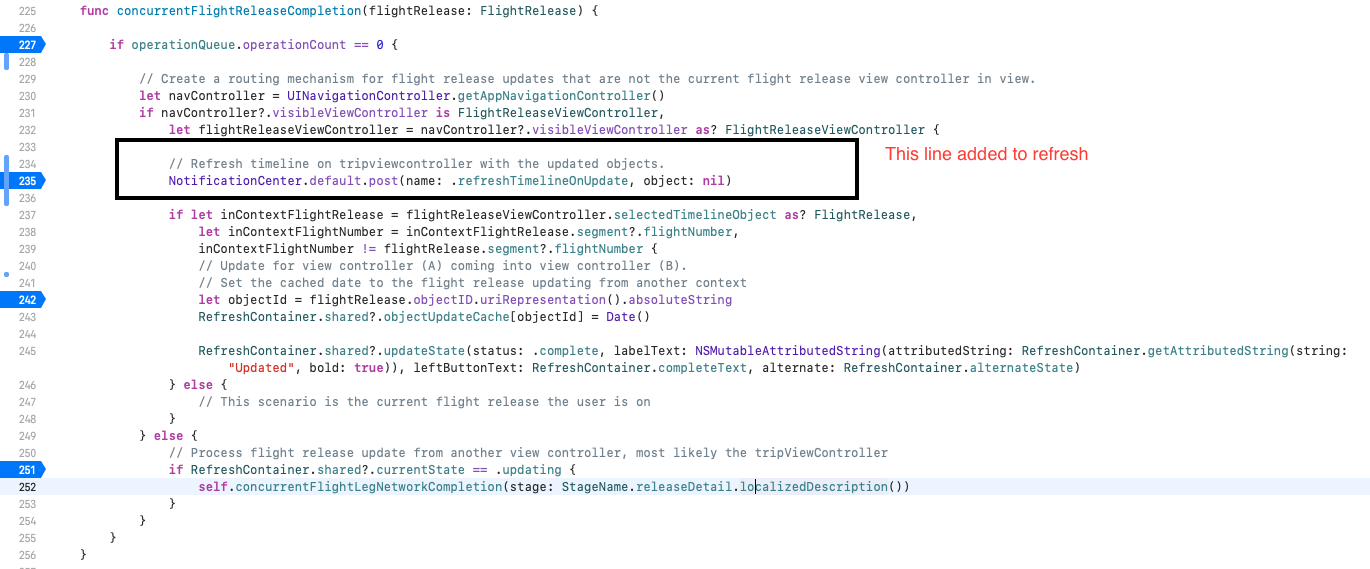 225 func concurrentFlightReleaseCompletion(flightRelease: FlightRelease) {
226
227 if operationQueue.operationCount == 0 {
228
229 // Create a routing mechanism for flight release updates that are not the current flight release view controller in view.
230 let navController = UINavigationController.getAppNavigationController()
231 if navController?.visibleViewController is FlightReleaseViewController,
232 let flightReleaseViewController = navController?.visibleViewController as? FlightReleaseViewController {
233
This line added to refresh
234 // Refresh timeline on tripviewcontroller with the updated objects.
235 NotificationCenter.default.post(name: .refreshTimelineOnUpdate, object: nil)
236
237 if let inContextFlightRelease = flightReleaseViewController.selectedTimelineObject as? FlightRelease,
238 let inContextFlightNumber = inContextFlightRelease.segment?.flightNumber,
239 inContextFlightNumber != flightRelease.segment?.flightNumber {
240 // Update for view controller (A) coming into view controller (B).
241 // Set the cached date to the flight release updating from another context
242 let objectId = flightRelease.objectID.uriRepresentation().absoluteString
243 RefreshContainer.shared?.objectUpdateCache[objectId] = Date()
244
245 RefreshContainer.shared?.updateState(status: .complete, labelText: NSMutableAttributedString(attributedString: RefreshContainer.getAttributedString(string:
"Updated", bold: true)), leftButtonText: RefreshContainer.completeText, alternate: RefreshContainer.alternateState)
246 } else {
247 // This scenario is the current flight release the user is on
248 }
249 } else {
250 // Process flight release update from another view controller, most likely the tripViewController
251 if RefreshContainer.shared?.currentState == .updating {
252 self.concurrentFlightLegNetworkCompletion(stage: StageName.releaseDetail.localizedDescription())
253 }
254 }
255 }
256 }